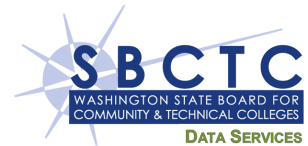 SBCTC
WASHINGTON STATE BOARD FOR
COMMUNITY & TECHNICAL COLLEGES
DATA SERVICES